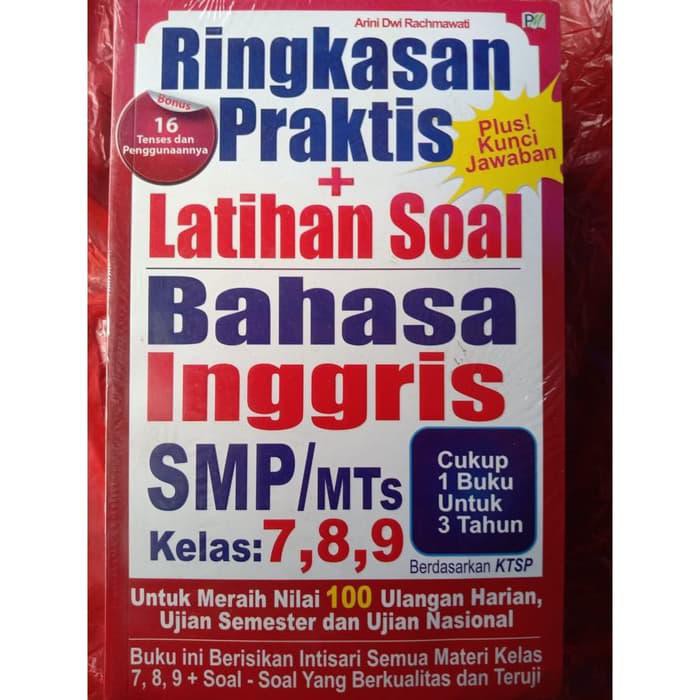 Arini Dwi Rachmawati
Ringkasan
Praktis
Bonus
16
Tenses dan
Penggunaannya
Plus!
Kunci
Jawaban
+
Latihan Soal
Bahasa
Inggris
SMP/MTs
Kelas: 7,8,9
Cukup
1 Buku
Untuk
3 Tahun
Berdasarkan KTSP
Untuk Meraih Nilai 100 Ulangan Harian,
Ujian Semester dan Ujian Nasional
Buku ini Berisikan Intisari Semua Materi Kelas
7, 8, 9 + Soal - Soal Yang Berkualitas dan Teruji